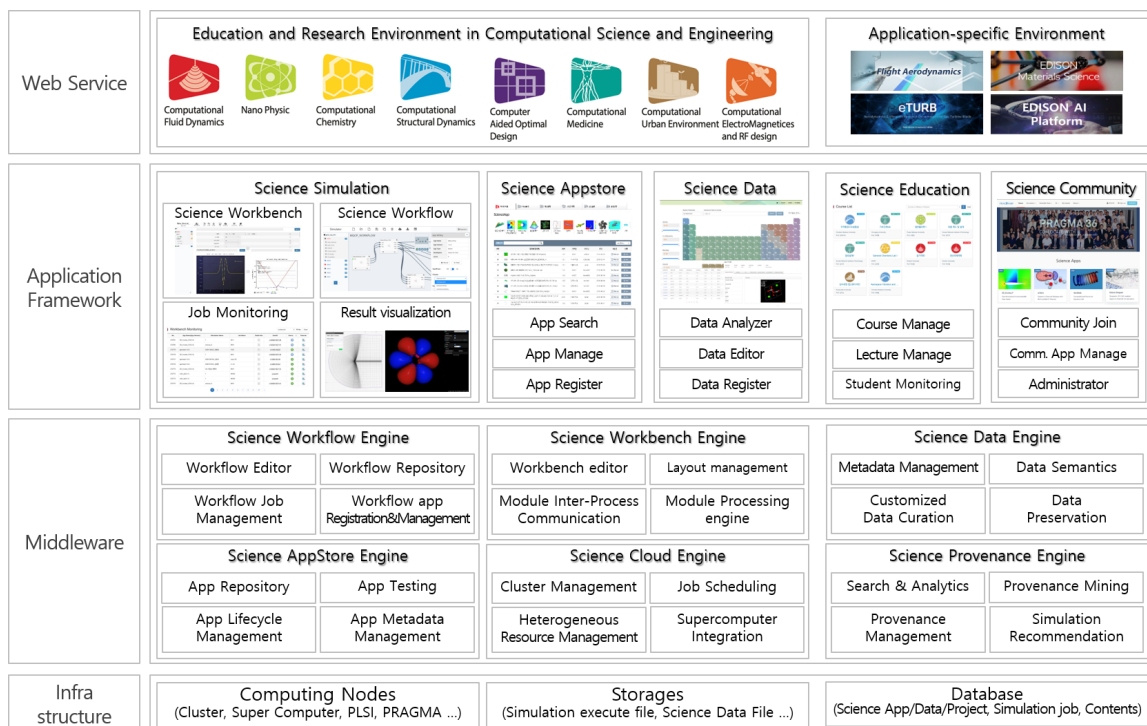 Web Service
Education and Research Environment in Computational Science and Engineering
Computational
Fluid Dynamics
Nano Physic
Computational
Chemistry
Computational
Structural Dynamics
Computer
Aided Optimal
Design
Computational
Medicine
Computational
Urban Environment
Computational
ElectroMagnetices
and RF design
Application-specific Environment
Flight Aerodynamics
EDISON
Materials Science
eTURB
EDISON AI
Platform
Application
Framework
Science Simulation
Science Workbench
Science Workflow
Job Monitoring
Result visualization
Science Appstore
App Search
App Manage
App Register
Science Data
Data Analyzer
Data Editor
Data Register
Science Education
Course Manage
Lecture Manage
Student Monitoring
Science Community
PRAGMA 36
Science Apps
Community Join
Comm. App Manage
Administrator
Middleware
Science Workflow Engine
Workflow Editor
Workflow Repository
Workflow Job
Management
Workflow app
Registration&Management
Science Workbench Engine
Workbench editor
Layout management
Module Inter-Process
Communication
Module Processing
engine
Science Data Engine
Metadata Management
Data Semantics
Customized
Data Curation
Data
Preservation
Science AppStore Engine
App Repository
App Testing
App Lifecycle
Management
App Metadata
Management
Science Cloud Engine
Cluster Management
Job Scheduling
Heterogeneous
Resource Management
Supercomputer
Integration
Science Provenance Engine
Search & Analytics
Provenance Mining
Provenance
Management
Simulation
Recommendation
Infra
structure
Computing Nodes
(Cluster, Super Computer, PLSI, PRAGMA ...)
Storages
(Simulation execute file, Science Data File ...)
Database
(Science App/Data/Project, Simulation job, Contents)